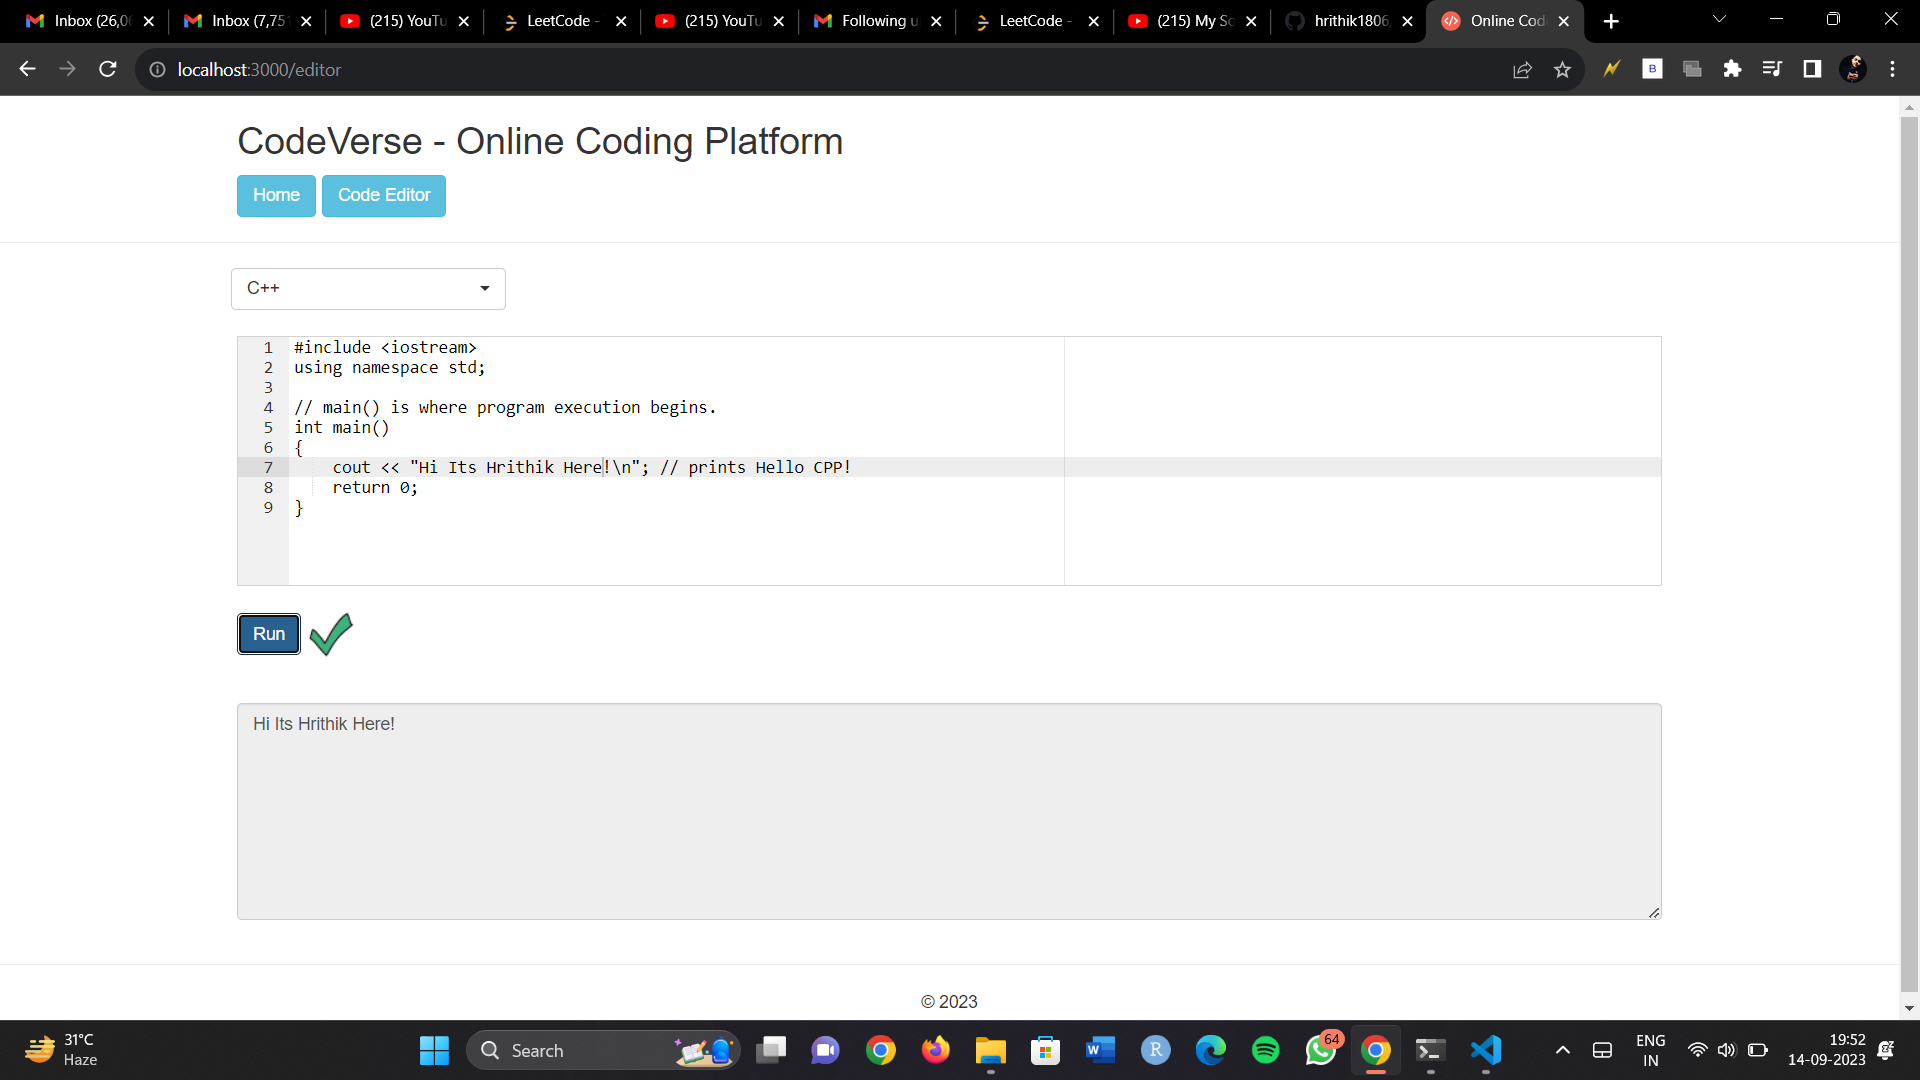 Inbox (26,0
Inbox (7,751
(215) YouTu
LeetCode -
(215) YouTu
Following u
LeetCode -
(215) My So
hrithik1806
Online Cod
localhost:3000/editor
B
CodeVerse - Online Coding Platform
Home
Code Editor
C++
1 #include <iostream>
2 using namespace std;
3
4 // main() is where program execution begins.
5 int main()
6 {
7 cout << "Hi Its Hrithik Here!\n"; // prints Hello CPP!
8 return 0;
9 }
Run
Hi Its Hrithik Here!
© 2023
31°C
Haze
Search
W
R
64
ENG
IN
19:52
14-09-2023